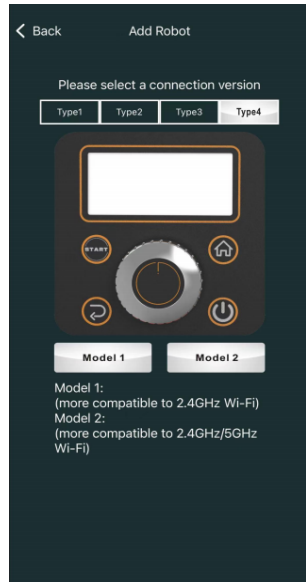 Back Add Robot
Please select a connection version
Type1 Type2 Type3 Type4
START
Model 1 Model 2
Model 1:
(more compatible to 2.4GHz Wi-Fi)
Model 2:
(more compatible to 2.4GHz/5GHz
Wi-Fi)